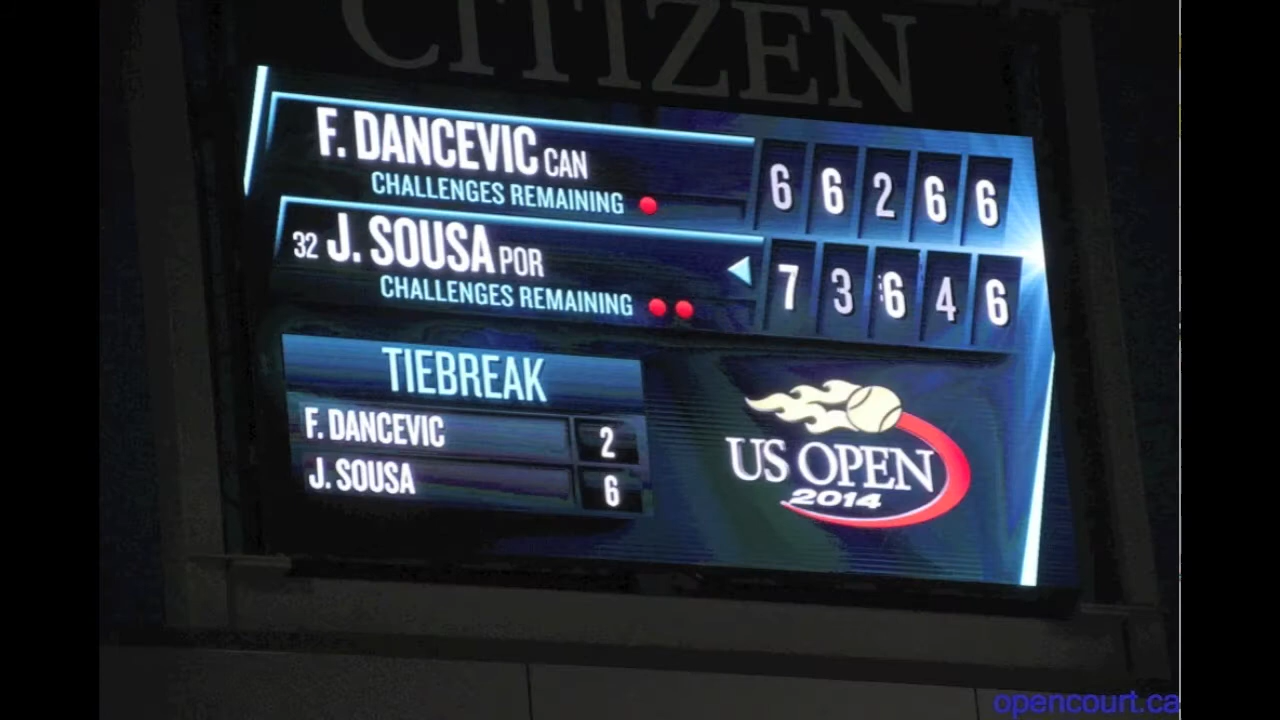 CITIZEN
F. DANCEVIC CAN 6 6 2 6 6
CHALLENGES REMAINING
32 J. SOUSA POR 7 3 6 4 6
CHALLENGES REMAINING
TIEBREAK
F. DANCEVIC 2
J. SOUSA 6
US OPEN
2014
opencourt.ca